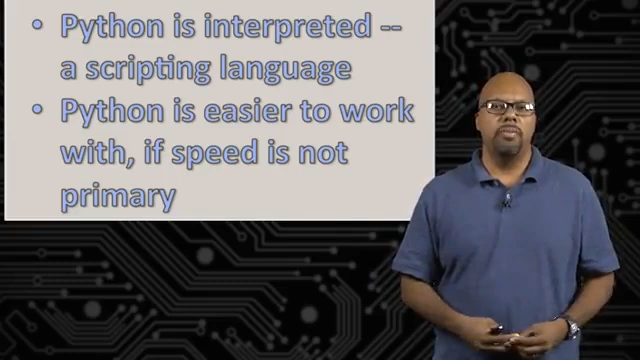 • Python is interpreted --
a scripting language
• Python is easier to work
with, if speed is not
primary